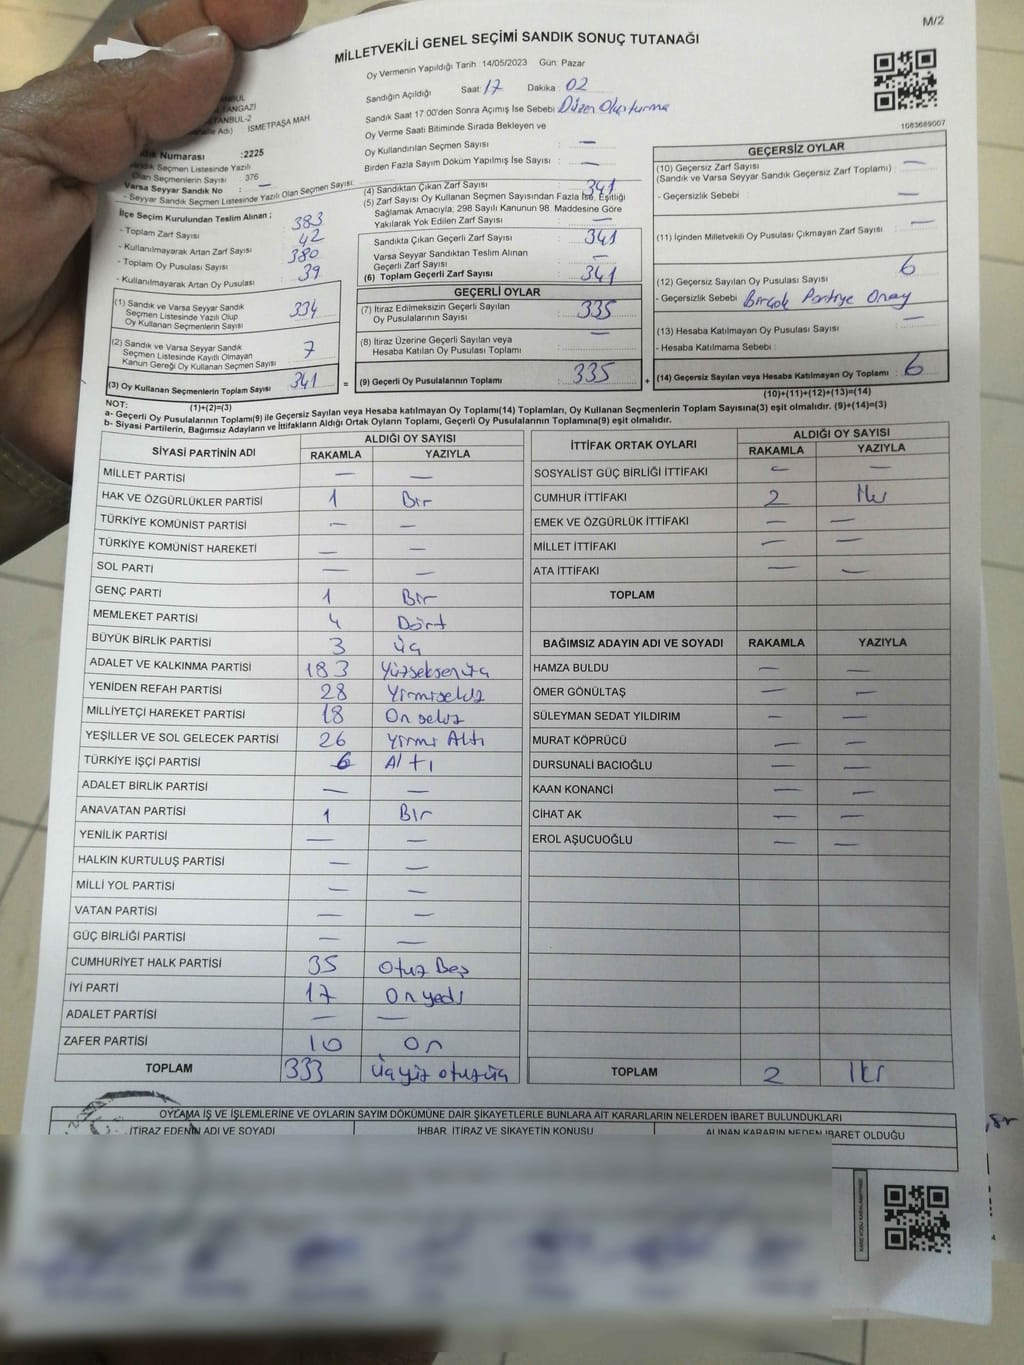 M/2
MİLLETVEKİLİ GENEL SEÇİMİ SANDIK SONUÇ TUTANAĞI
Oy Vermenin Yapıldığı Tarih 14/05/2023 Gün: Pazar
Sandığın Açıldığı Saat: 17 Dakika 02
Sandık Saat 17:00'den Sonra Açımış İse Sebebi Düzen Oluşturma
Oy Verme Saati Bitiminde Sırada Bekleyen ve
Oy Kullandırılan Seçmen Sayısı —
Birden Fazla Sayım Döküm Yapılmış İse Sayısı —
1083689007
İSMETPAŞA MAH
Numarası :2225
Seçmen Listesinde Yazılı
Olan Seçmenlerin Sayısı 376
Varsa Seyyar Sandık No : —
- Seyyar Sandık Seçmen Listesinde Yazılı Olan Seçmen Sayısı:
İlçe Seçim Kurulundan Teslim Alınan ;
- Toplam Zarf Sayısı 383
- Kullanılmayarak Artan Zarf Sayısı 42
- Toplam Oy Pusulası Sayısı 380
- Kullanılmayarak Artan Oy Pusulası 39
(1) Sandık ve Varsa Seyyar Sandık
Seçmen Listesinde Yazılı Olup
Oy Kullanan Seçmenlerin Sayısı 334
(2) Sandık ve Varsa Seyyar Sandık
Seçmen Listesinde Kayıtlı Olmayan
Kanun Gereği Oy Kullanan Seçmen Sayısı 7
(3) Oy Kullanan Seçmenlerin Toplam Sayısı 341 =
(1)+(2)=(3)
(4) Sandıktan Çıkan Zarf Sayısı 341
(5) Zarf Sayısı Oy Kullanan Seçmen Sayısından Fazla İse, Eşitliği
Sağlamak Amacıyla, 298 Sayılı Kanunun 98. Maddesine Göre
Yakılarak Yok Edilen Zarf Sayısı —
Sandıkta Çıkan Geçerli Zarf Sayısı 341
Varsa Seyyar Sandıktan Teslim Alınan
Geçerli Zarf Sayısı —
(6) Toplam Geçerli Zarf Sayısı 341
GEÇERLİ OYLAR
(7) İtiraz Edilmeksizin Geçerli Sayılan
Oy Pusulalarının Sayısı 335
(8) İtiraz Üzerine Geçerli Sayılan veya
Hesaba Katılan Oy Pusulası Toplamı —
(9) Geçerli Oy Pusulalarının Toplamı 335 +
GEÇERSİZ OYLAR
(10) Geçersiz Zarf Sayısı —
(Sandık ve Varsa Seyyar Sandık Geçersiz Zarf Toplamı) :
- Geçersizlik Sebebi : —
(11) İçinden Milletvekili Oy Pusulası Çıkmayan Zarf Sayısı : —
(12) Geçersiz Sayılan Oy Pusulası Sayısı 6
- Geçersizlik Sebebi Birçok Partiye Onay
(13) Hesaba Katılmayan Oy Pusulası Sayısı —
- Hesaba Katılmama Sebebi :
(14) Geçersiz Sayılan veya Hesaba Katılmayan Oy Toplamı : 6
(10)+(11)+(12)+(13)=(14)
NOT:
a- Geçerli Oy Pusulalarının Toplamı(9) ile Geçersiz Sayılan veya Hesaba katılmayan Oy Toplamı(14) Toplamları, Oy Kullanan Seçmenlerin Toplam Sayısına(3) eşit olmalıdır. (9)+(14)=(3)
b- Siyasi Partilerin, Bağımsız Adayların ve İttifakların Aldığı Ortak Oyların Toplamı, Geçerli Oy Pusulalarının Toplamına(9) eşit olmalıdır.
SİYASİ PARTİNİN ADI ALDIĞI OY SAYISI
RAKAMLA YAZIYLA
MİLLET PARTİSİ — —
HAK VE ÖZGÜRLÜKLER PARTİSİ 1 Bir
TÜRKİYE KOMÜNİST PARTİSİ — —
TÜRKİYE KOMÜNİST HAREKETİ — —
SOL PARTİ — —
GENÇ PARTİ 1 Bir
MEMLEKET PARTİSİ 4 Dört
BÜYÜK BİRLİK PARTİSİ 3 Üç
ADALET VE KALKINMA PARTİSİ 183 Yüzseksenüç
YENİDEN REFAH PARTİSİ 28 Yirmisekiz
MİLLİYETÇİ HAREKET PARTİSİ 18 On sekiz
YEŞİLLER VE SOL GELECEK PARTİSİ 26 Yirmi Altı
TÜRKİYE İŞÇİ PARTİSİ 6 Altı
ADALET BİRLİK PARTİSİ — —
ANAVATAN PARTİSİ 1 Bir
YENİLİK PARTİSİ — —
HALKIN KURTULUŞ PARTİSİ — —
MİLLİ YOL PARTİSİ — —
VATAN PARTİSİ — —
GÜÇ BİRLİĞİ PARTİSİ — —
CUMHURİYET HALK PARTİSİ 35 Otuz Beş
İYİ PARTİ 17 On yedi
ADALET PARTİSİ — —
ZAFER PARTİSİ 10 On
TOPLAM 333 Üçyüz otuzüç
İTTİFAK ORTAK OYLARI ALDIĞI OY SAYISI
RAKAMLA YAZIYLA
SOSYALİST GÜÇ BİRLİĞİ İTTİFAKI — —
CUMHUR İTTİFAKI 2 İki
EMEK VE ÖZGÜRLÜK İTTİFAKI — —
MİLLET İTTİFAKI — —
ATA İTTİFAKI — —
TOPLAM
BAĞIMSIZ ADAYIN ADI VE SOYADI RAKAMLA YAZIYLA
HAMZA BULDU — —
ÖMER GÖNÜLTAŞ — —
SÜLEYMAN SEDAT YILDIRIM — —
MURAT KÖPRÜCÜ — —
DURSUNALİ BACIOĞLU — —
KAAN KONANCİ — —
CİHAT AK — —
EROL AŞUCUOĞLU — —
TOPLAM 2 İki
OYLAMA İŞ VE İŞLEMLERİNE VE OYLARIN SAYIM DÖKÜMÜNE DAİR ŞİKAYETLERLE BUNLARA AİT KARARLARIN NELERDEN İBARET BULUNDUKLARI
İTİRAZ EDENİN ADI VE SOYADI İHBAR, İTİRAZ VE ŞİKAYETİN KONUSU ALINAN KARARIN NEDEN İBARET OLDUĞU